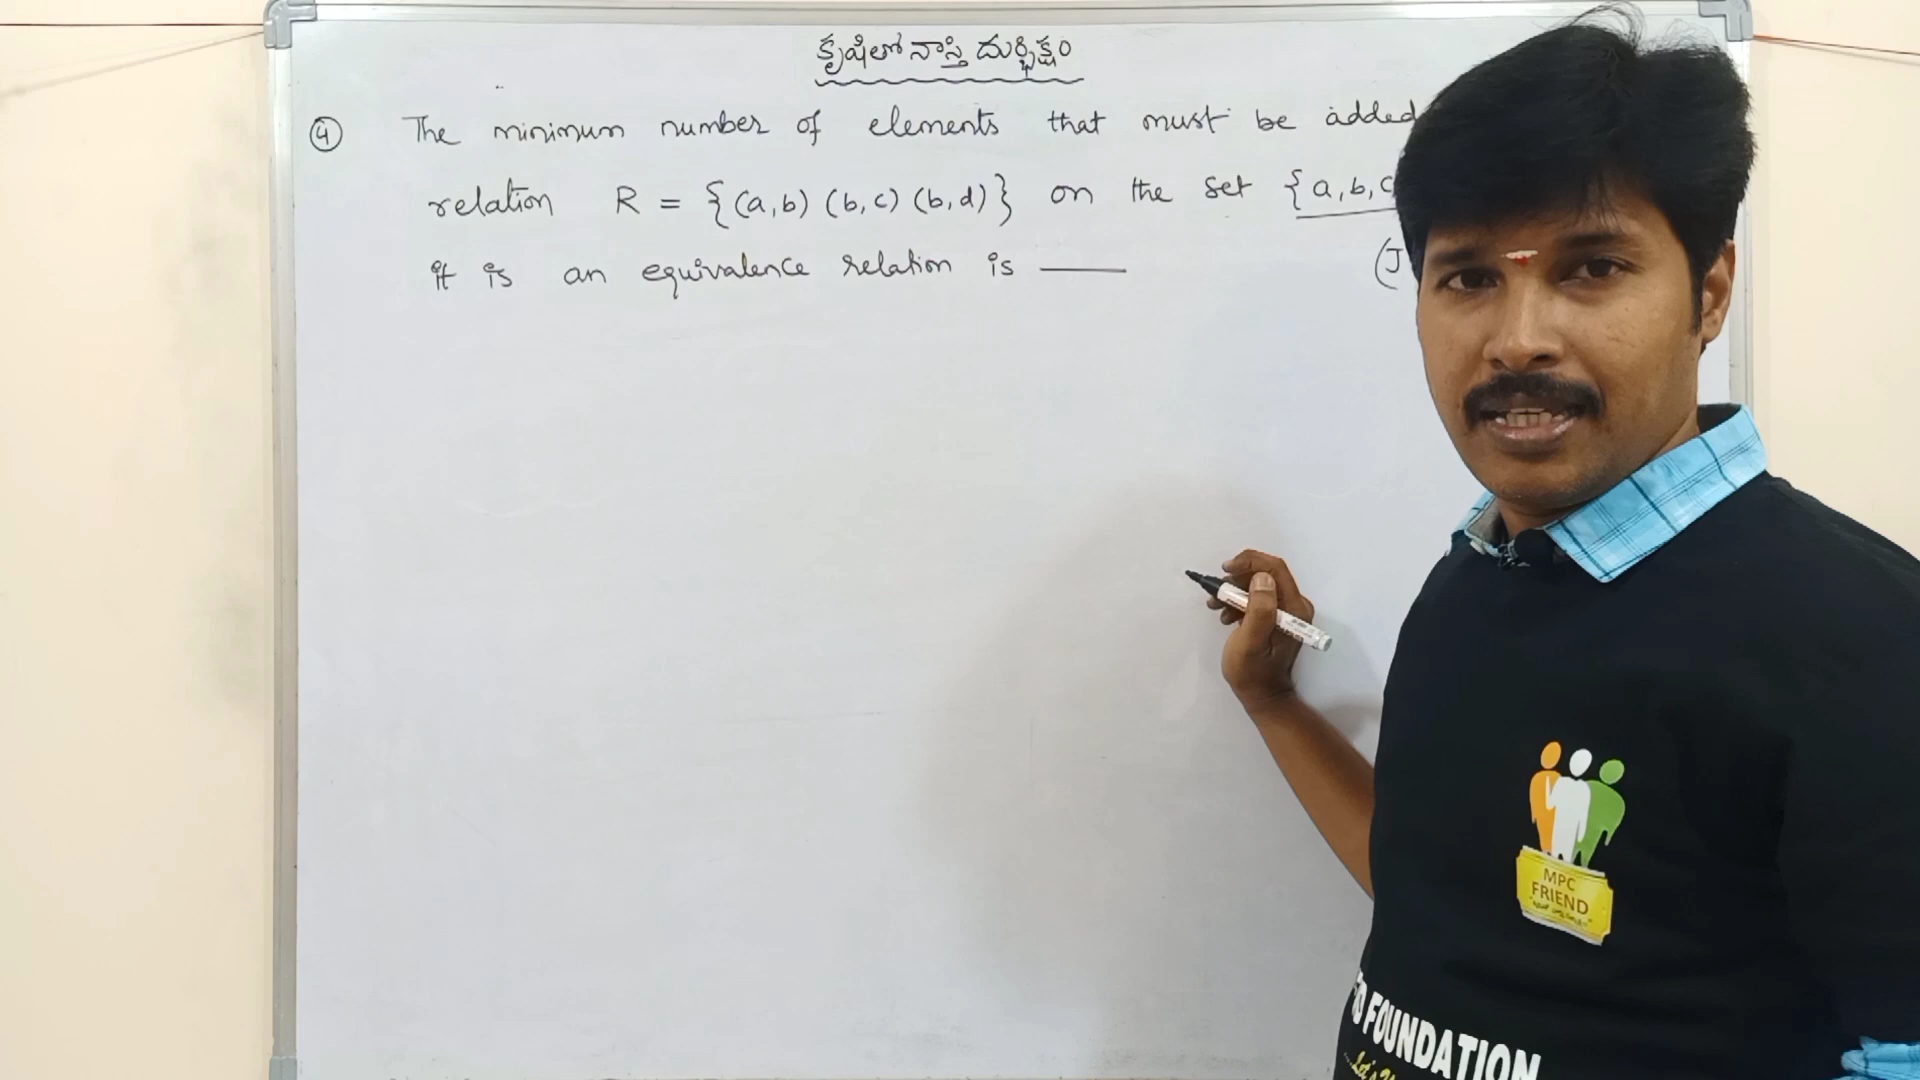 కృషితో నాస్తి దుర్భిక్షం
④ The minimum number of elements that must be added
relation R = {(a,b) (b,c) (b,d)} on the set {a,b,c
it is an equivalence relation is ____
(J
MPC
FRIEND
FOUNDATION